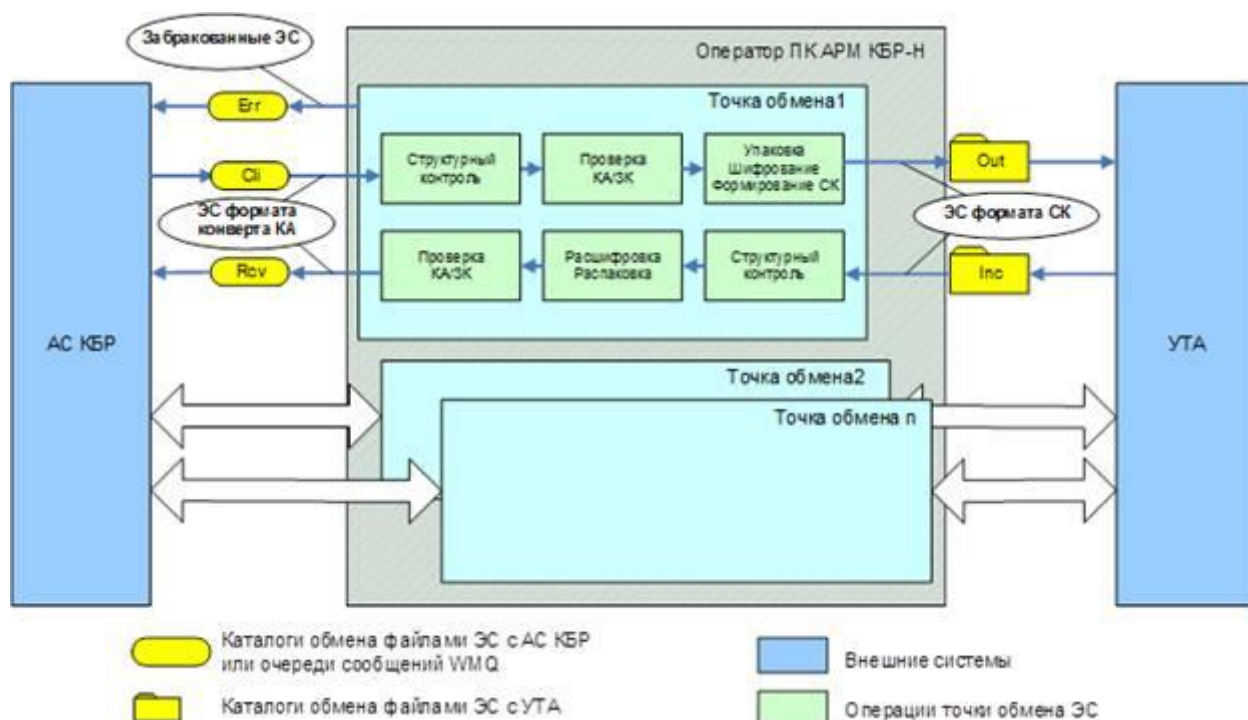 Забракованные ЭС
Оператор ПК АРМ КБР-Н
Err
Точка обмена1
Cli
Структурный
контроль
Проверка
КА/ЗК
Упаковка
Шифрование
Формирование СК
Out
ЭС формата
конверта КА
ЭС формата СК
Rcv
Проверка
КА/ЗК
Расшифровка
Распаковка
Структурный
контроль
Inc
АС КБР
УТА
Точка обмена2
Точка обмена n
Каталоги обмена файлами ЭС с АС КБР
или очереди сообщений WMQ
Внешние системы
Каталоги обмена файлами ЭС с УТА
Операции точки обмена ЭС